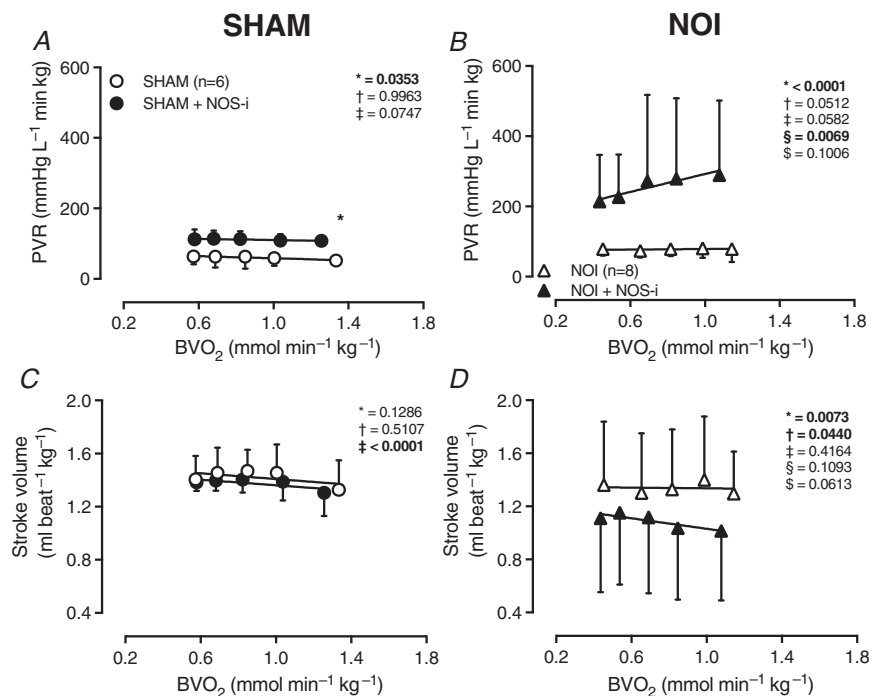 SHAM
NOI
A
B
PVR (mmHg L⁻¹ min kg)
600
400
200
0
SHAM (n=6)
SHAM + NOS-i
* = 0.0353
† = 0.9963
‡ = 0.0747
*
0.2 0.6 1.0 1.4 1.8
BVO₂ (mmol min⁻¹ kg⁻¹)
PVR (mmHg L⁻¹ min kg)
600
400
200
0
* < 0.0001
† = 0.0512
‡ = 0.0582
§ = 0.0069
$ = 0.1006
NOI (n=8)
NOI + NOS-i
0.2 0.6 1.0 1.4 1.8
BVO₂ (mmol min⁻¹ kg⁻¹)
C
D
Stroke volume
(ml beat⁻¹ kg⁻¹)
2.0
1.6
1.2
0.8
0.4
* = 0.1286
† = 0.5107
‡ < 0.0001
0.2 0.6 1.0 1.4 1.8
BVO₂ (mmol min⁻¹ kg⁻¹)
Stroke volume
(ml beat⁻¹ kg⁻¹)
2.0
1.6
1.2
0.8
0.4
* = 0.0073
† = 0.0440
‡ = 0.4164
§ = 0.1093
$ = 0.0613
0.2 0.6 1.0 1.4 1.8
BVO₂ (mmol min⁻¹ kg⁻¹)